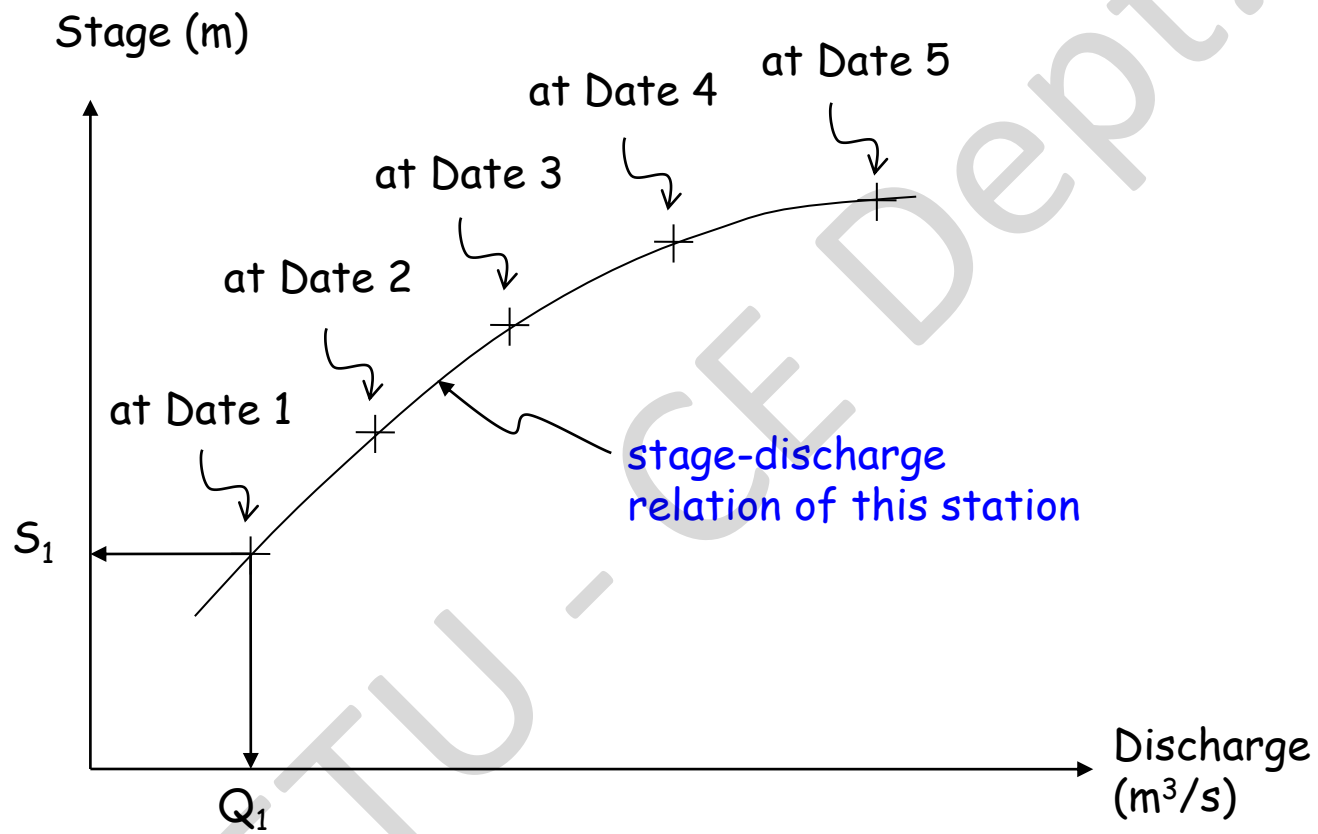 Stage (m)
at Date 5
at Date 4
at Date 3
at Date 2
at Date 1
stage-discharge
relation of this station
S₁
Discharge
(m³/s)
Q₁
TU - CE Dept.